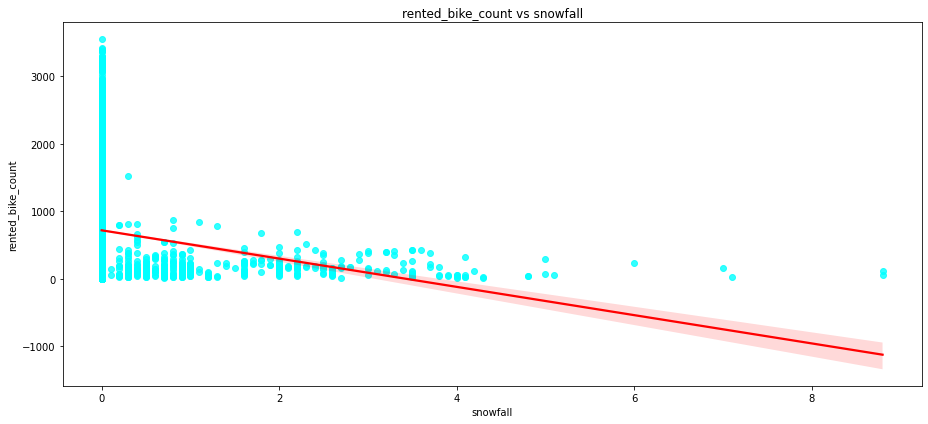 rented_bike_count vs snowfall
rented_bike_count
3000
2000
1000
0
−1000
0 2 4 6 8
snowfall